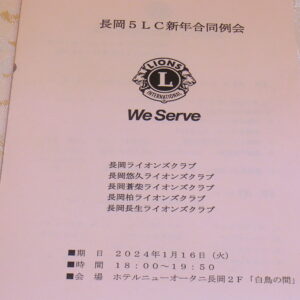 長岡5LC新年合同例会
LIONS
L
INTERNATIONAL
We Serve
長岡ライオンズクラブ
長岡悠久ライオンズクラブ
長岡蒼柴ライオンズクラブ
長岡柏ライオンズクラブ
長岡長生ライオンズクラブ
■期 日 2024年1月16日(火)
■時 間 18:00~19:50
■会 場 ホテルニューオータニ長岡2F「白鳥の間」